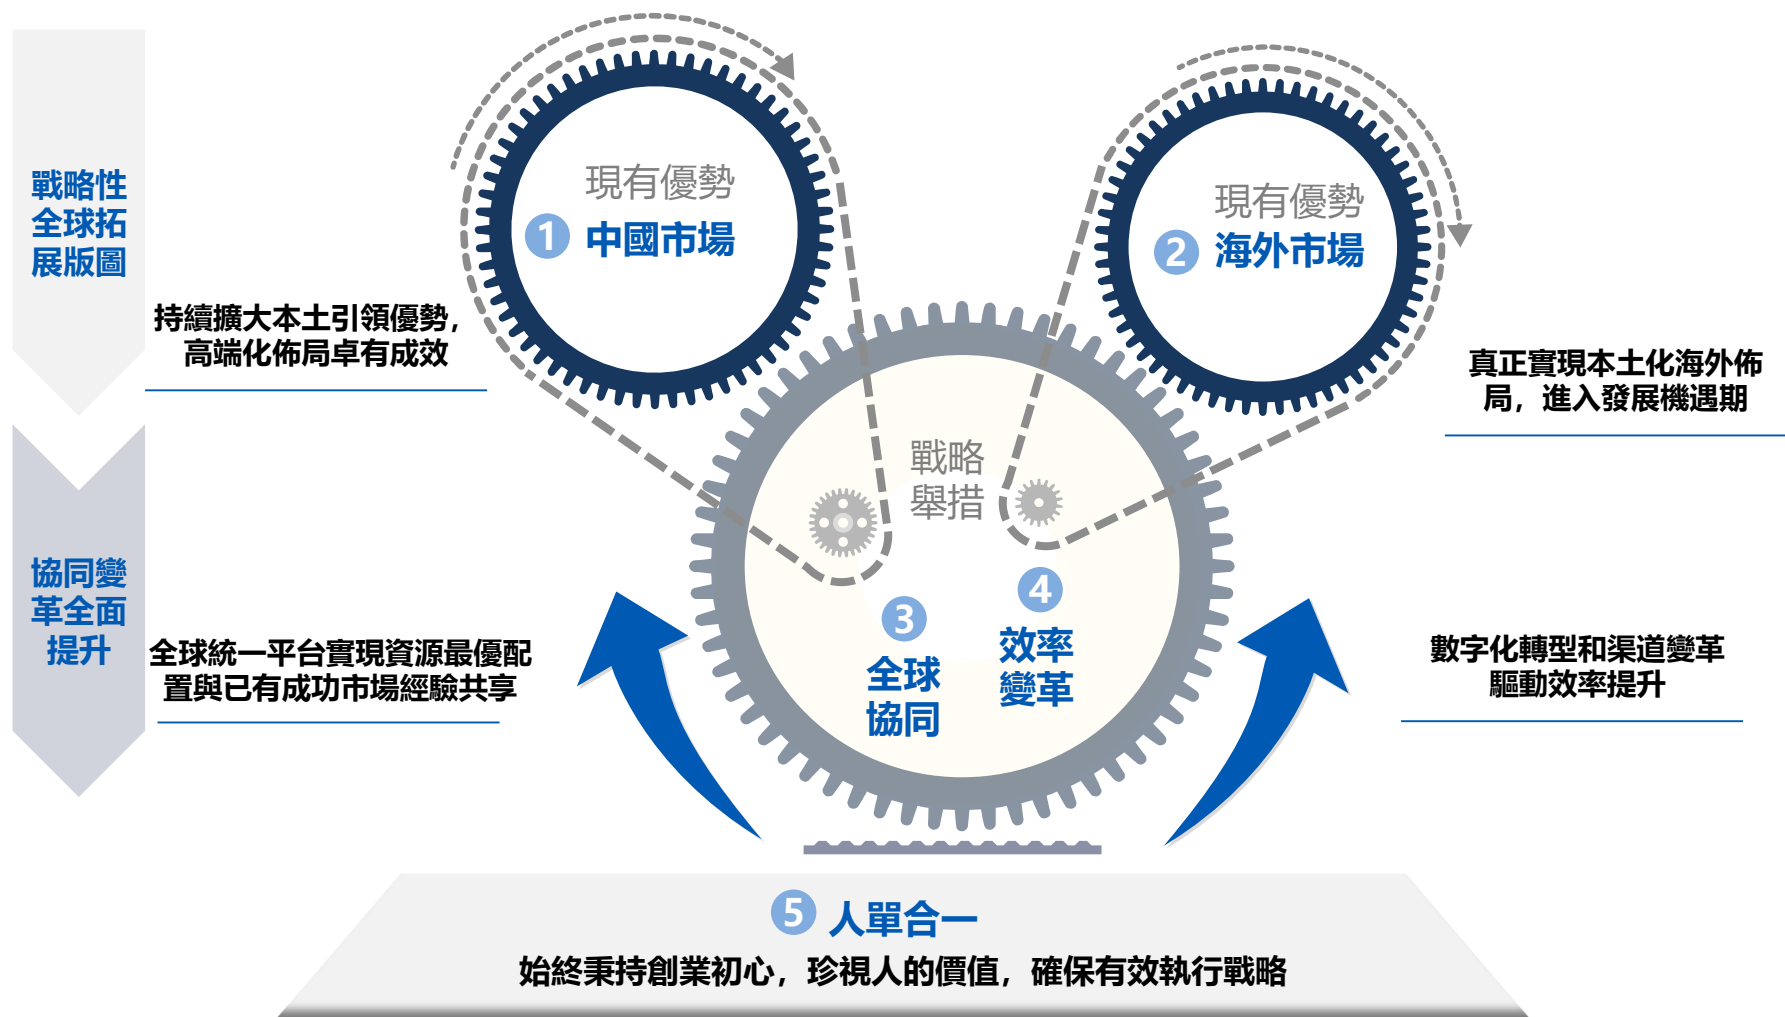 戰略性
全球拓
展版圖
現有優勢
1 中國市場
現有優勢
2 海外市場
持續擴大本土引領優勢，
高端化佈局卓有成效
真正實現本土化海外佈
局，進入發展機遇期
戰略
舉措
協同變
革全面
提升
3
全球
協同
4
效率
變革
全球統一平台實現資源最優配
置與已有成功市場經驗共享
數字化轉型和渠道變革
驅動效率提升
5 人單合一
始終秉持創業初心，珍視人的價值，確保有效執行戰略